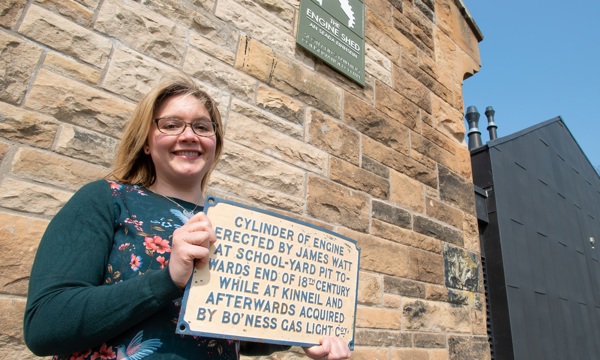 THE
ENGINE SHED
CYLINDER OF ENGINE
ERECTED BY JAMES WATT
AT SCHOOL-YARD PIT TO-
WARDS END OF 18TH CENTURY
WHILE AT KINNEIL AND
AFTERWARDS ACQUIRED
BY BO'NESS GAS LIGHT COY